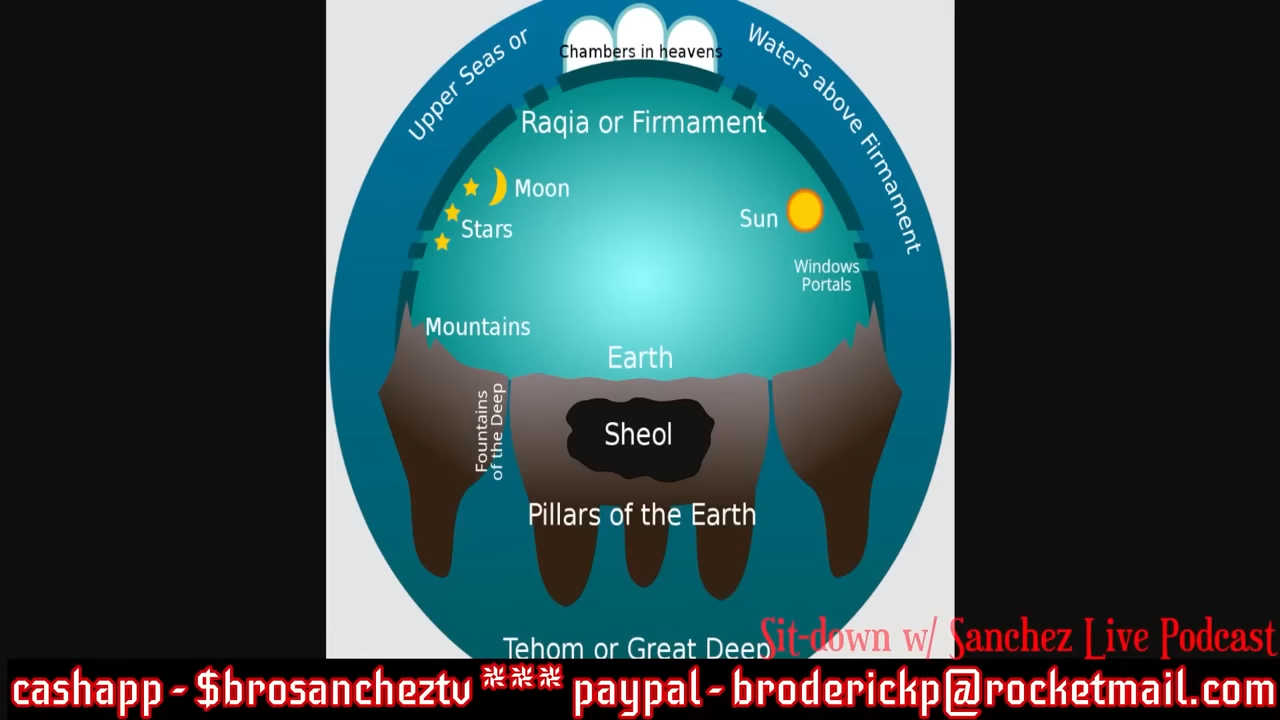 Chambers in heavens
Upper Seas or
Waters above Firmament
Raqia or Firmament
Moon
Stars
Sun
Windows
Portals
Mountains
Earth
Fountains
of the Deep
Sheol
Pillars of the Earth
Tehom or Great Deep
Sit-down w/ Sanchez Live Podcast
cashapp - $brosancheztv *** paypal - broderickp@rocketmail.com